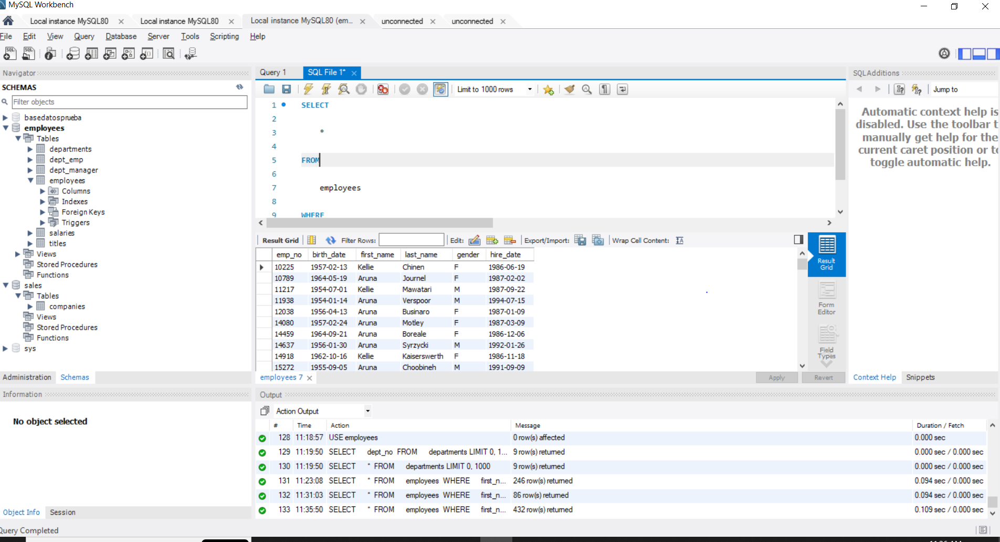 MySQL Workbench
Local instance MySQL80 Local instance MySQL80 Local instance MySQL80 (em... unconnected unconnected
File Edit View Query Database Server Tools Scripting Help
Navigator
SCHEMAS
Filter objects
basedatosprueba
employees
Tables
departments
dept_emp
dept_manager
employees
Columns
Indexes
Foreign Keys
Triggers
salaries
titles
Views
Stored Procedures
Functions
sales
Tables
companies
Views
Stored Procedures
Functions
sys
Administration Schemas
Information
No object selected
Object Info Session
Query Completed
Query 1 SQL File 1*
Limit to 1000 rows
1 SELECT
2
3 *
4
5 FROM
6
7 employees
8
9 WHERE
Result Grid Filter Rows: Edit: Export/Import: Wrap Cell Content:
emp_no birth_date first_name last_name gender hire_date
10225 1957-02-13 Kellie Chinen F 1986-06-19
10789 1964-05-19 Aruna Journel F 1987-02-02
11217 1954-07-01 Kellie Mawatari M 1987-09-22
11938 1954-01-14 Aruna Verspoor M 1994-07-15
12038 1956-04-13 Aruna Businaro F 1987-01-09
14080 1957-02-24 Aruna Motley F 1987-03-09
14459 1964-09-21 Aruna Boreale F 1986-12-06
14637 1956-01-30 Aruna Syrzycki M 1992-01-26
14918 1962-10-16 Kellie Kaiserswerth F 1986-11-18
15272 1955-09-05 Aruna Choobineh M 1991-09-09
Result
Grid
Form
Editor
Field
Types
employees 7 Apply Revert
SQLAdditions
Jump to
Automatic context help is
disabled. Use the toolbar t
manually get help for the
current caret position or to
toggle automatic help.
Context Help Snippets
Output
Action Output
# Time Action Message Duration / Fetch
128 11:18:57 USE employees 0 row(s) affected 0.000 sec
129 11:19:50 SELECT dept_no FROM departments LIMIT 0, 1... 9 row(s) returned 0.000 sec / 0.000 sec
130 11:19:50 SELECT * FROM departments LIMIT 0, 1000 9 row(s) returned 0.000 sec / 0.000 sec
131 11:23:08 SELECT * FROM employees WHERE first_n... 246 row(s) returned 0.094 sec / 0.000 sec
132 11:31:03 SELECT * FROM employees WHERE first_n... 86 row(s) returned 0.094 sec / 0.000 sec
133 11:35:50 SELECT * FROM employees WHERE first_n... 432 row(s) returned 0.109 sec / 0.000 sec